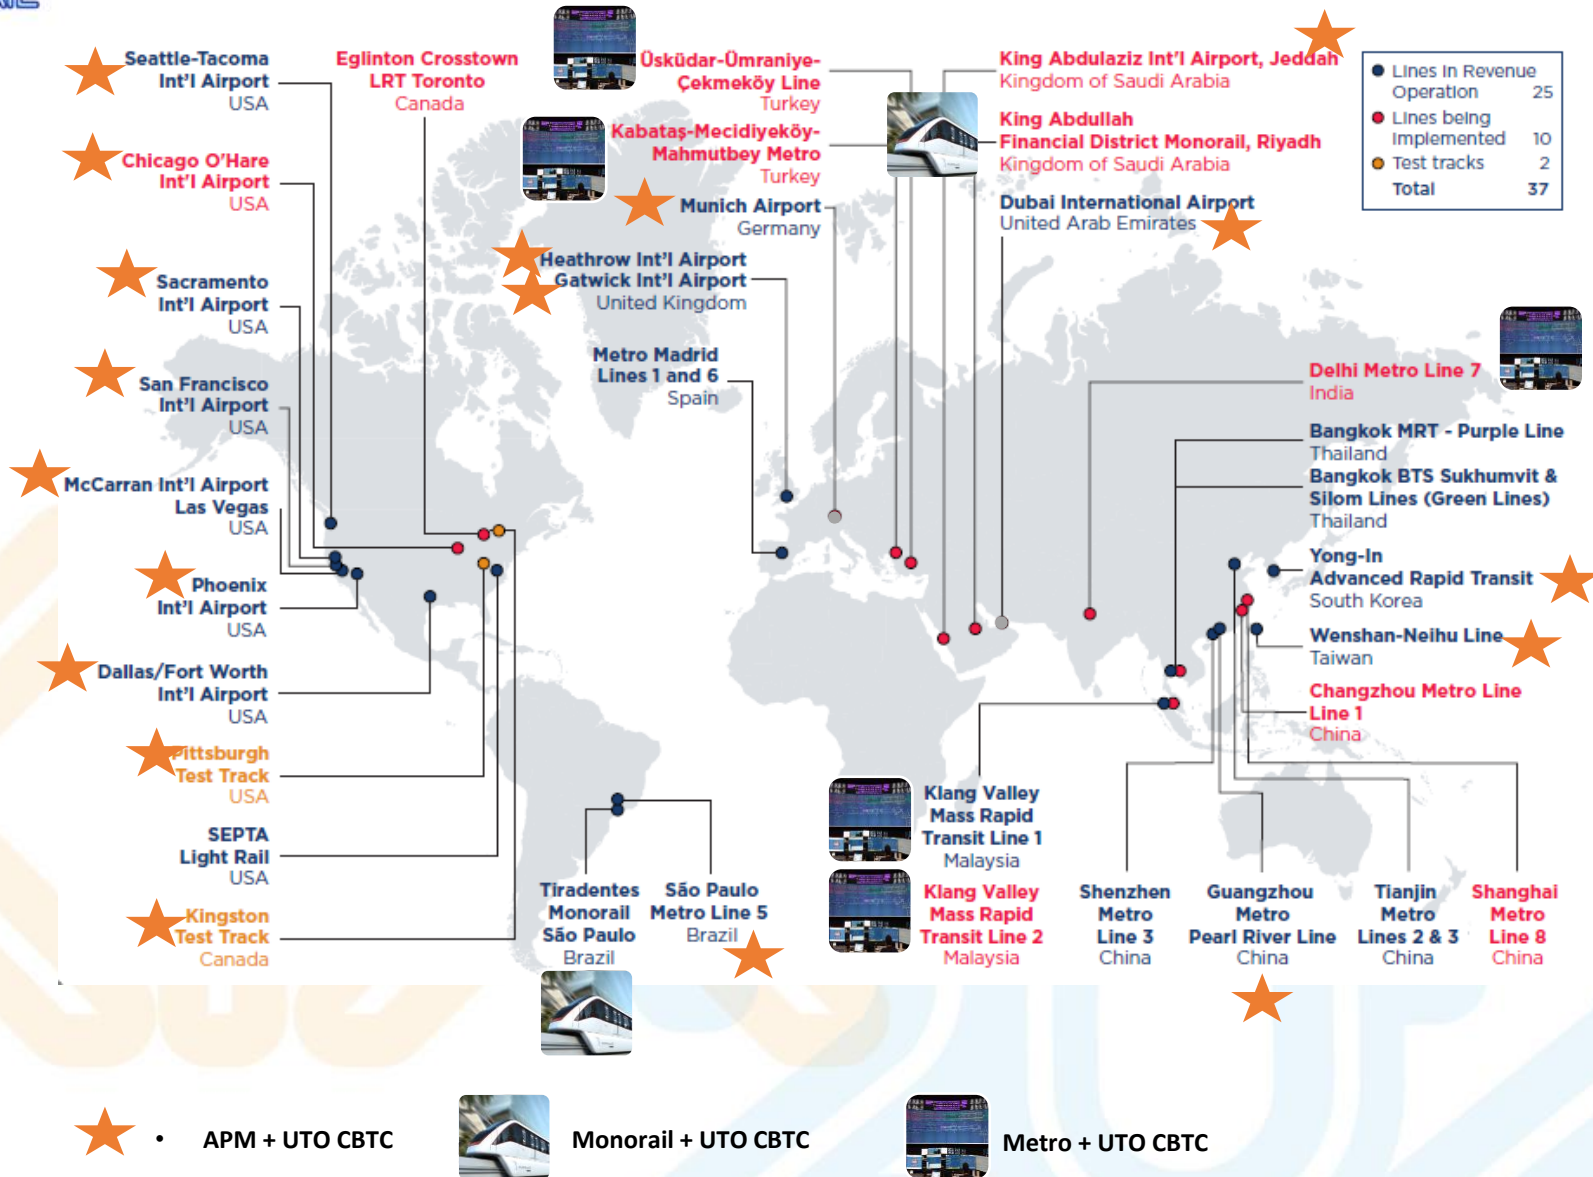 Seattle-Tacoma
Int'l Airport
USA
Chicago O'Hare
Int'l Airport
USA
Sacramento
Int'l Airport
USA
San Francisco
Int'l Airport
USA
McCarran Int'l Airport
Las Vegas
USA
Phoenix
Int'l Airport
USA
Dallas/Fort Worth
Int'l Airport
USA
Pittsburgh
Test Track
USA
SEPTA
Light Rail
USA
Kingston
Test Track
Canada
Eglinton Crosstown
LRT Toronto
Canada
Üsküdar-Ümraniye-
Çekmeköy Line
Turkey
Kabataş-Mecidiyeköy-
Mahmutbey Metro
Turkey
Munich Airport
Germany
Heathrow Int'l Airport
Gatwick Int'l Airport
United Kingdom
Metro Madrid
Lines 1 and 6
Spain
King Abdulaziz Int'l Airport, Jeddah
Kingdom of Saudi Arabia
King Abdullah
Financial District Monorail, Riyadh
Kingdom of Saudi Arabia
Dubai International Airport
United Arab Emirates
Lines in Revenue
Operation 25
Lines being
Implemented 10
Test tracks 2
Total 37
Delhi Metro Line 7
India
Bangkok MRT - Purple Line
Thailand
Bangkok BTS Sukhumvit &
Silom Lines (Green Lines)
Thailand
Yong-In
Advanced Rapid Transit
South Korea
Wenshan-Neihu Line
Taiwan
Changzhou Metro Line
Line 1
China
Tiradentes
Monorail
São Paulo
Brazil
São Paulo
Metro Line 5
Brazil
Klang Valley
Mass Rapid
Transit Line 1
Malaysia
Klang Valley
Mass Rapid
Transit Line 2
Malaysia
Shenzhen
Metro
Line 3
China
Guangzhou
Metro
Pearl River Line
China
Tianjin
Metro
Lines 2 & 3
China
Shanghai
Metro
Line 8
China
• APM + UTO CBTC
Monorail + UTO CBTC
Metro + UTO CBTC